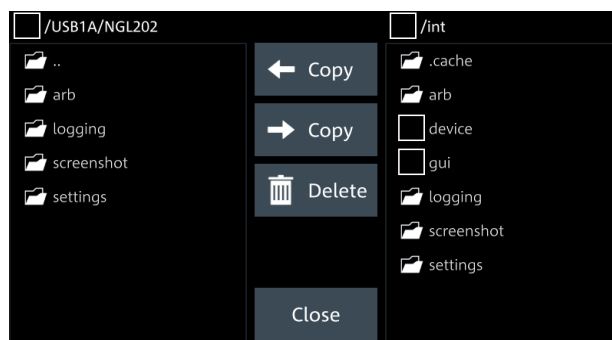 /USB1A/NGL202
..
arb
logging
screenshot
settings
Copy
Copy
Delete
Close
/int
.cache
arb
device
gui
logging
screenshot
settings